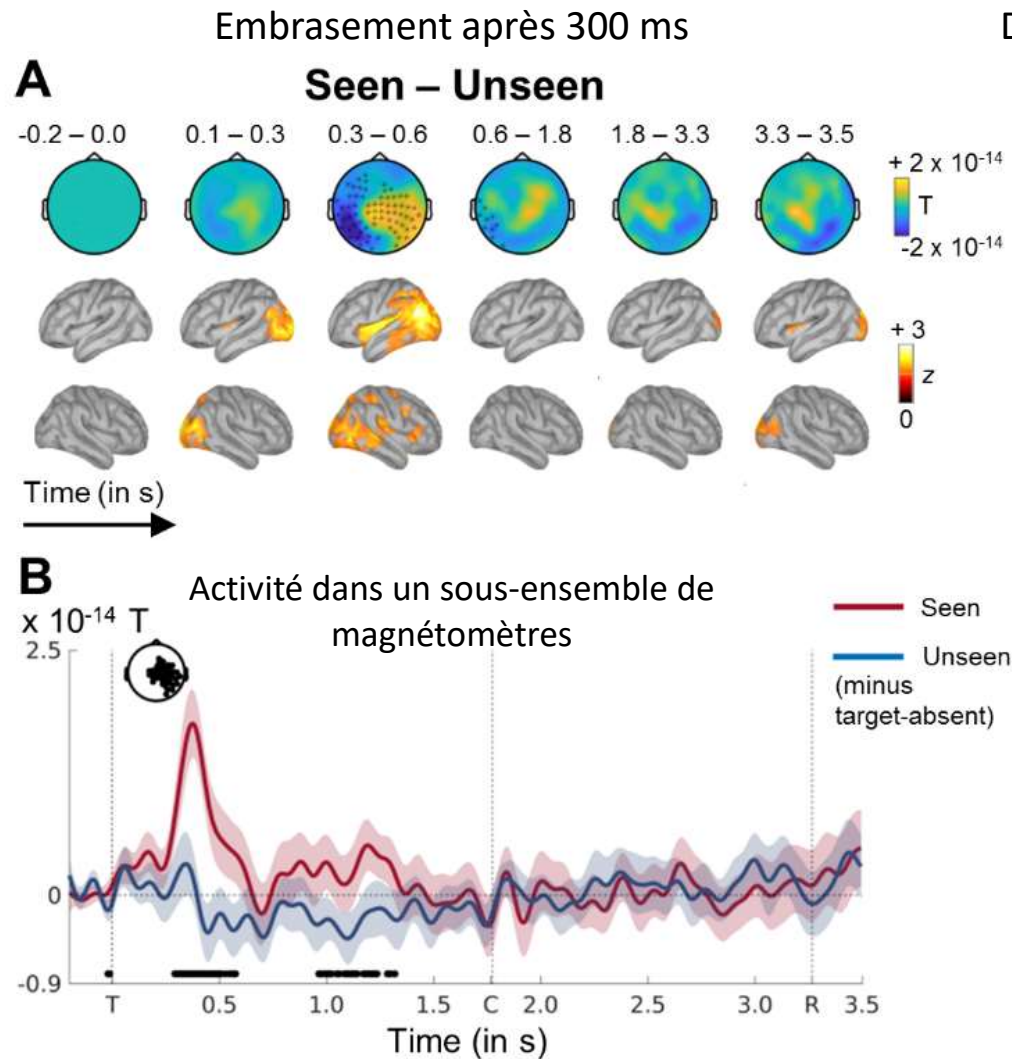 Embrasement après 300 ms
D
A
Seen – Unseen
-0.2 – 0.0 0.1 – 0.3 0.3 – 0.6 0.6 – 1.8 1.8 – 3.3 3.3 – 3.5
+ 2 x 10⁻¹⁴
T
-2 x 10⁻¹⁴
+ 3
z
0
Time (in s)
B
Activité dans un sous-ensemble de
magnétomètres
x 10⁻¹⁴ T
2.5
0
-0.9
Seen
Unseen
(minus
target-absent)
T 0.5 1.0 1.5 C 2.0 2.5 3.0 R 3.5
Time (in s)